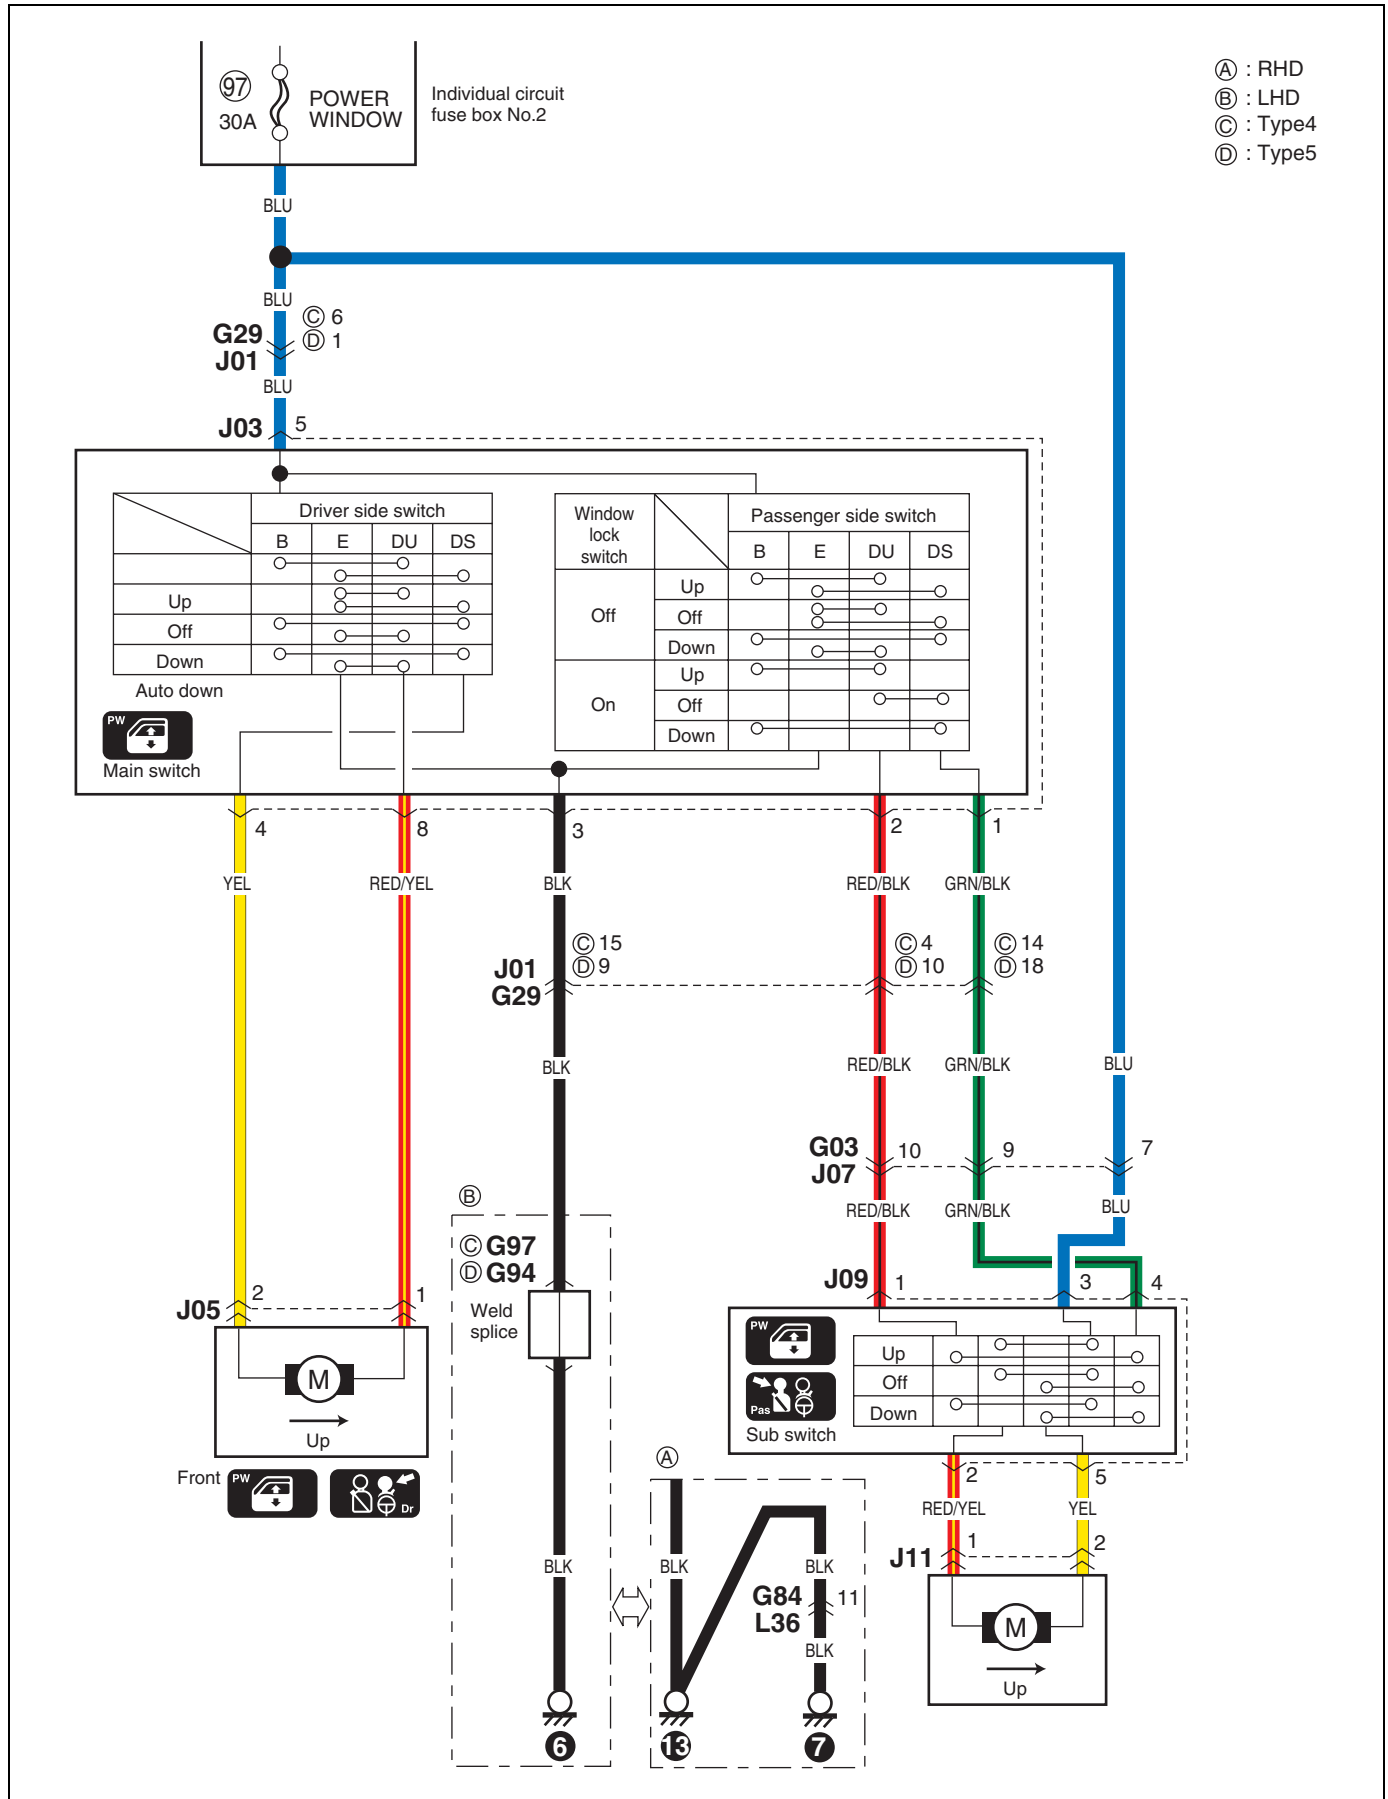 97
30A
POWER
WINDOW
Individual circuit
fuse box No.2
A : RHD
B : LHD
C : Type4
D : Type5
BLU
BLU
C 6
D 1
G29
J01
BLU
J03 5
Driver side switch
B E DU DS
Up
Off
Down
Auto down
Window
lock
switch
Passenger side switch
B E DU DS
Off
Up
Off
Down
On
Up
Off
Down
PW
Main switch
4 8 3 2 1
YEL RED/YEL BLK RED/BLK GRN/BLK
C 15 C 4 C 14
D 9 D 10 D 18
J01
G29
BLK RED/BLK GRN/BLK BLU
G03 10 9 7
J07
RED/BLK GRN/BLK BLU
B
C G97
D G94
Weld
splice
J09 1 3 4
J05 2 1
M
Up
Front PW Dr
PW
Pas
Sub switch
Up
Off
Down
A
2 5
RED/YEL YEL
J11 1 2
BLK BLK BLK
G84 11
L36
BLK
M
Up
6 13 7